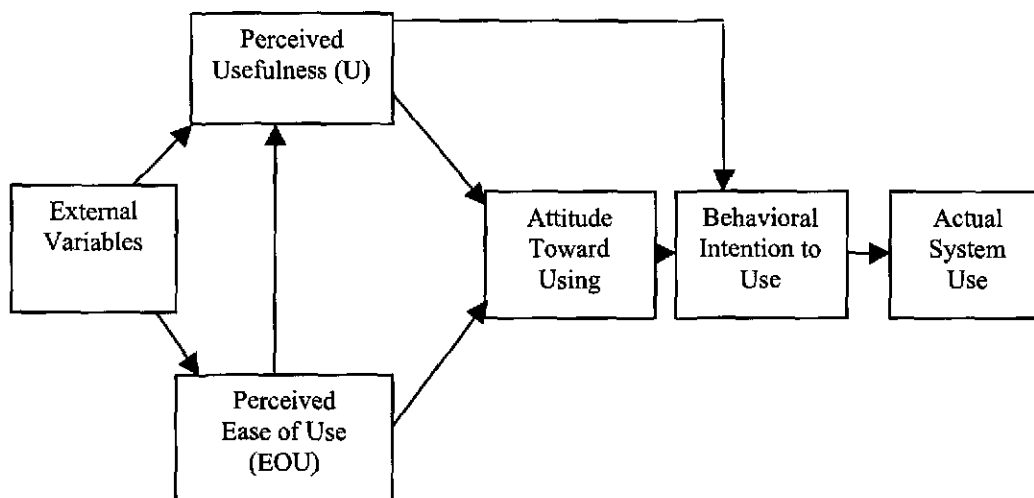 Perceived
Usefulness (U)
External
Variables
Attitude
Toward
Using
Behavioral
Intention to
Use
Actual
System
Use
Perceived
Ease of Use
(EOU)